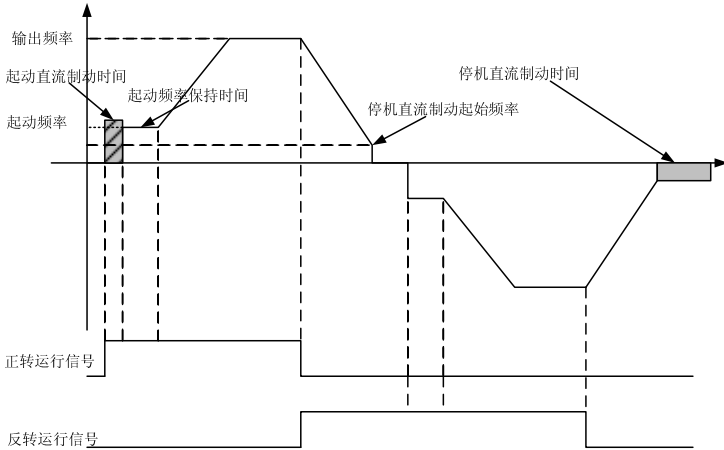 输出频率
起动直流制动时间
停机直流制动时间
起动频率保持时间
停机直流制动起始频率
起动频率
正转运行信号
反转运行信号